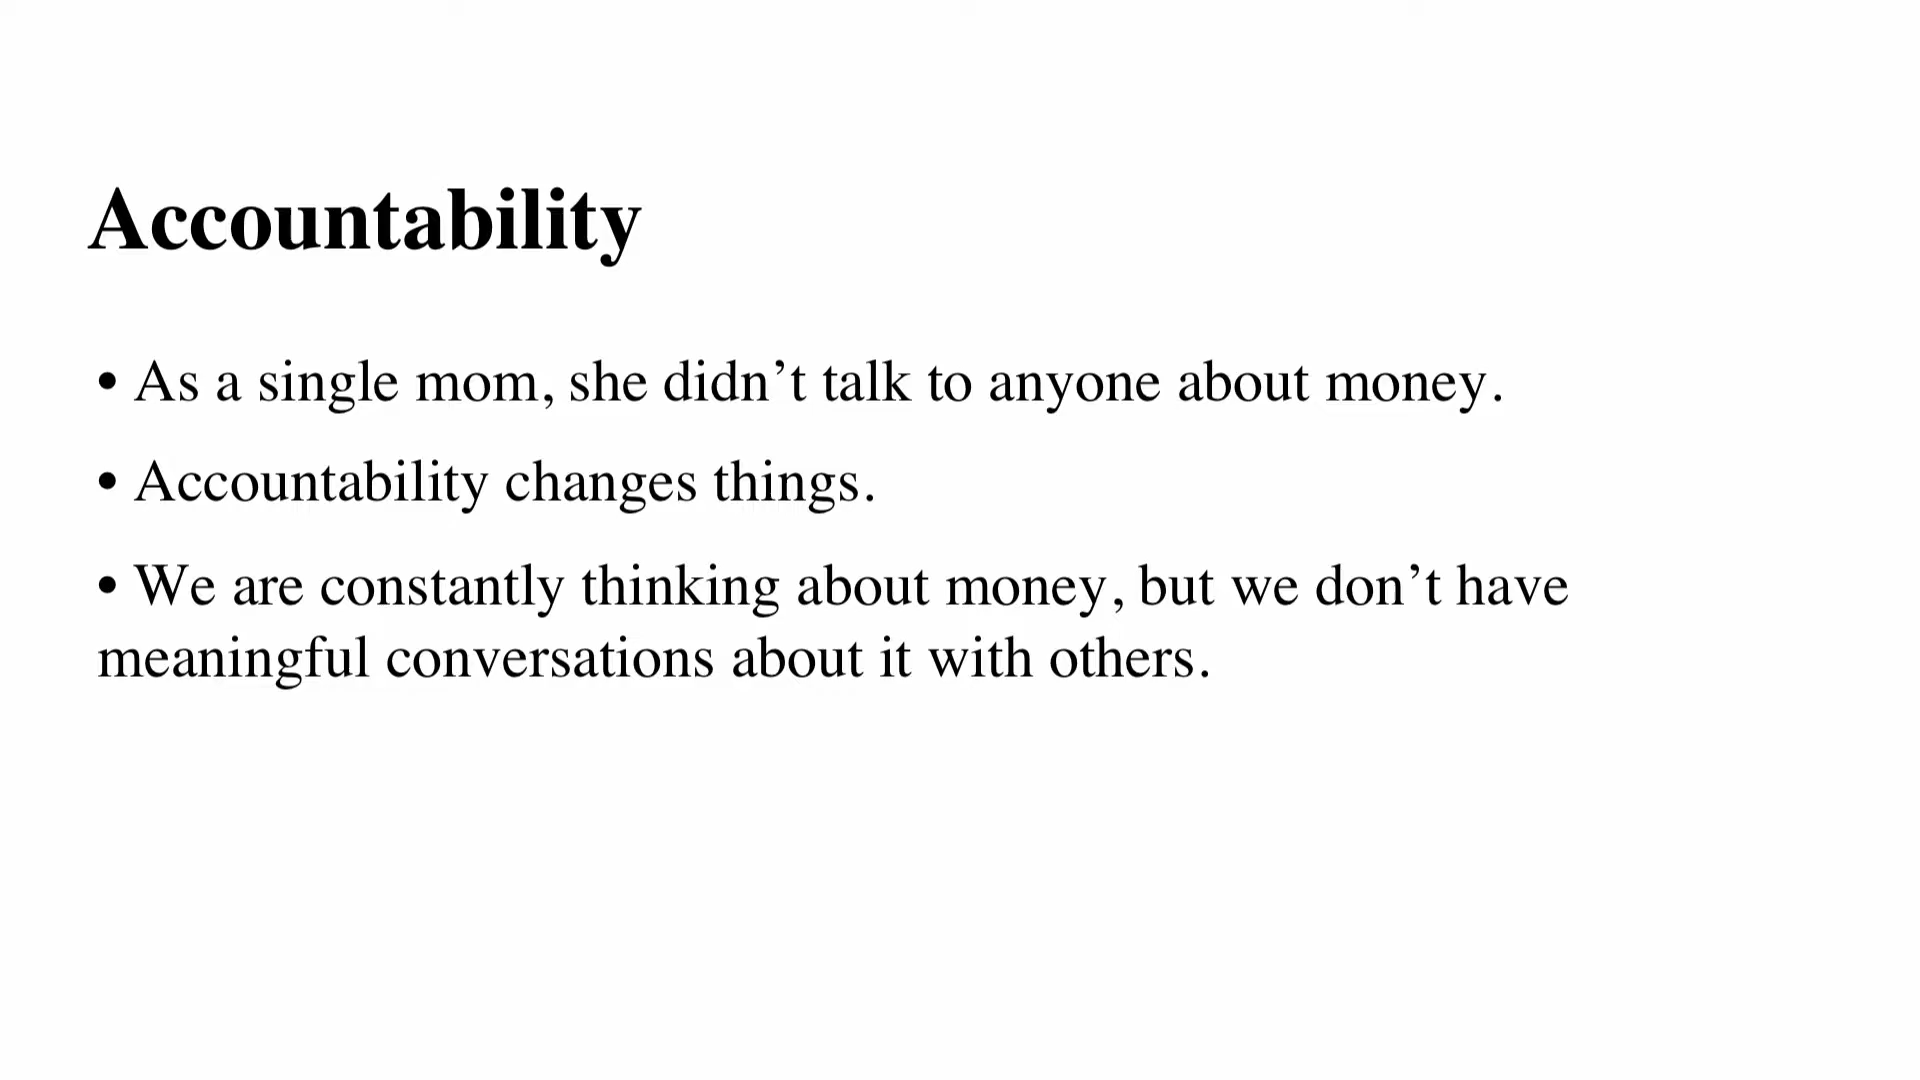 Accountability
• As a single mom, she didn’t talk to anyone about money.
• Accountability changes things.
• We are constantly thinking about money, but we don’t have
meaningful conversations about it with others.